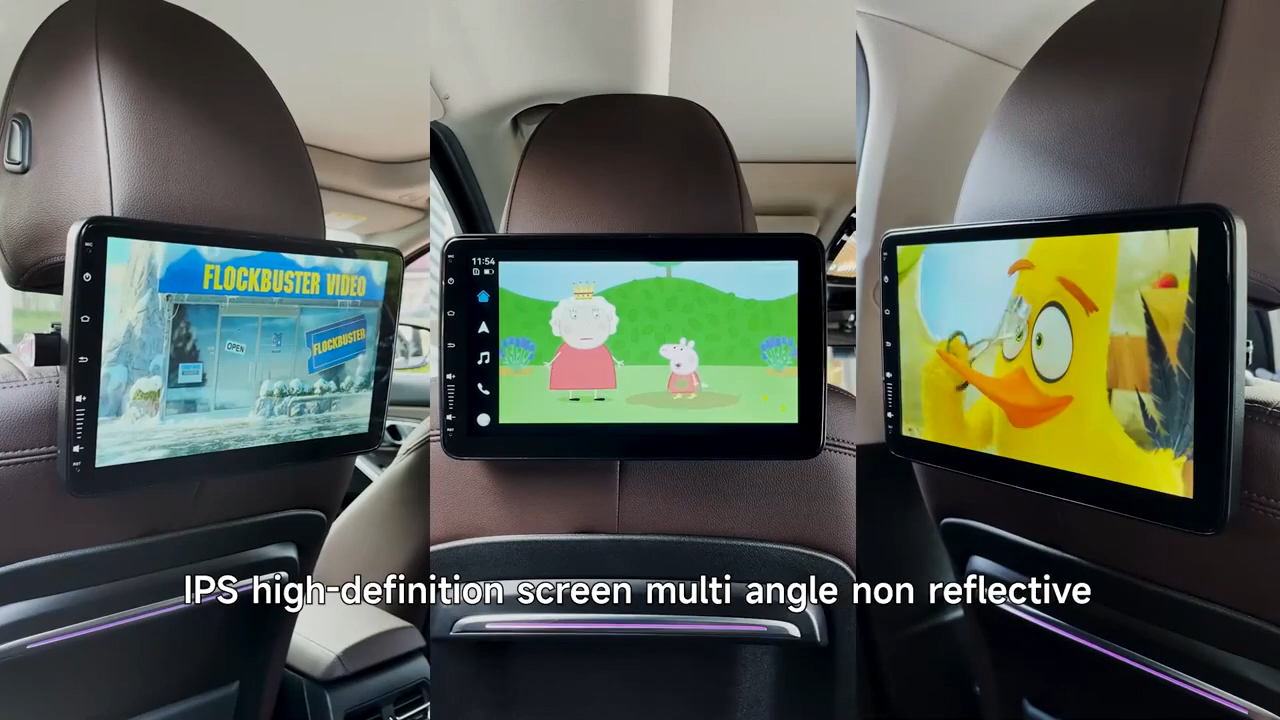 FLOCKBUSTER VIDEO
FLOCKBUSTER
OPEN
11:54
IPS high-definition screen multi angle non reflective